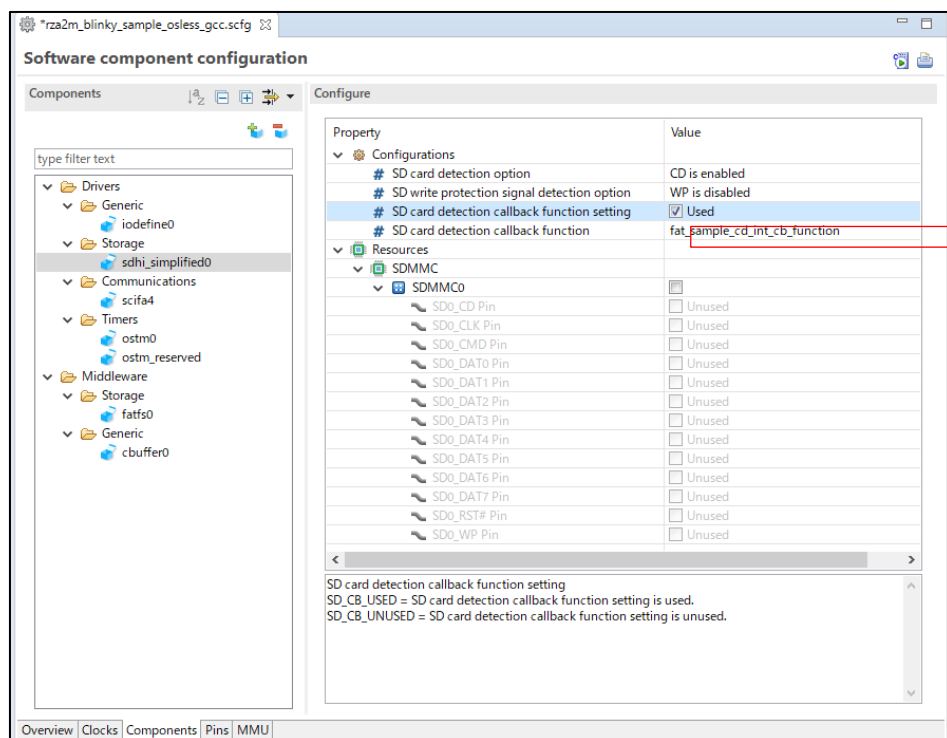 *rza2m_blinky_sample_osless_gcc.scfg
Software component configuration
Components
Configure
type filter text
Drivers
Generic
iodefine0
Storage
sdhi_simplified0
Communications
scifa4
Timers
ostm0
ostm_reserved
Middleware
Storage
fatfs0
Generic
cbuffer0
Property Value
Configurations
# SD card detection option CD is enabled
# SD write protection signal detection option WP is disabled
# SD card detection callback function setting Used
# SD card detection callback function fat_sample_cd_int_cb_function
Resources
SDMMC
SDMMC0
SD0_CD Pin Unused
SD0_CLK Pin Unused
SD0_CMD Pin Unused
SD0_DAT0 Pin Unused
SD0_DAT1 Pin Unused
SD0_DAT2 Pin Unused
SD0_DAT3 Pin Unused
SD0_DAT4 Pin Unused
SD0_DAT5 Pin Unused
SD0_DAT6 Pin Unused
SD0_DAT7 Pin Unused
SD0_RST# Pin Unused
SD0_WP Pin Unused
SD card detection callback function setting
SD_CB_USED = SD card detection callback function setting is used.
SD_CB_UNUSED = SD card detection callback function setting is unused.
Overview Clocks Components Pins MMU